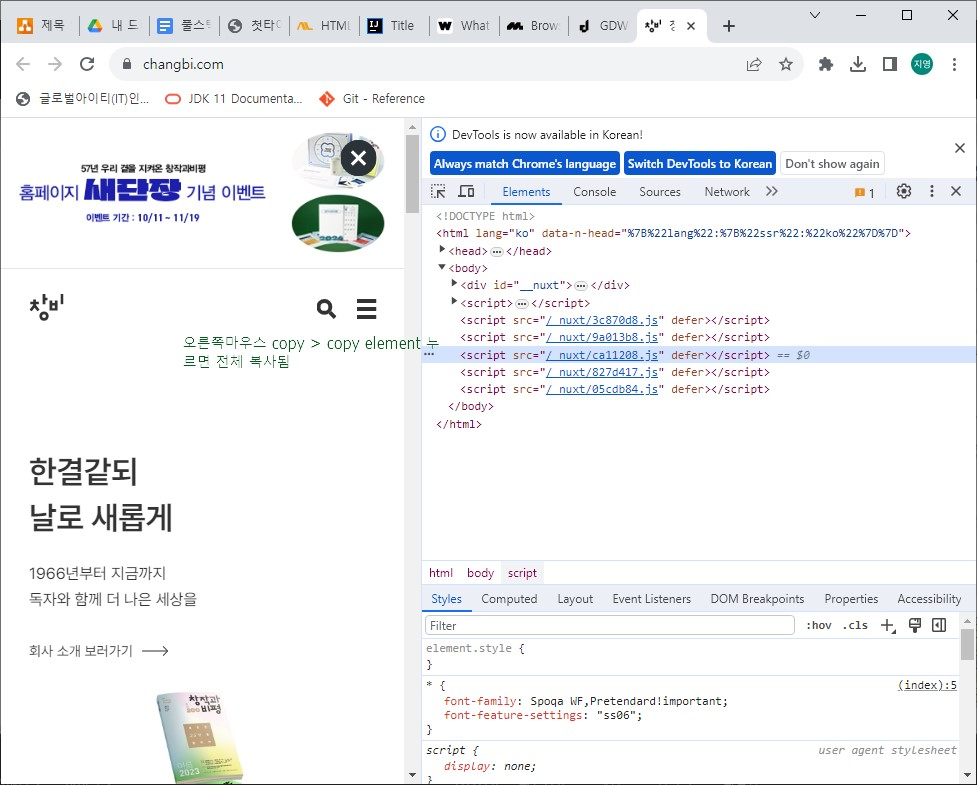 제목
내 드
풀스ㅌ
첫타0
HTML
Title
What
Brow
GDW
창비
changbi.com
지영
글로벌아이티(IT)인...
JDK 11 Documenta...
Git - Reference
57년 우리 곁을 지켜온 창작과비평
홈페이지 새단장 기념 이벤트
이벤트 기간 : 10/11 ~ 11/19
창비
오른쪽마우스 copy > copy element 누
르면 전체 복사됨
한결같되
날로 새롭게
1966년부터 지금까지
독자와 함께 더 나은 세상을
회사 소개 보러가기
창작과
비평
2023
DevTools is now available in Korean!
Always match Chrome's language
Switch DevTools to Korean
Don't show again
Elements
Console
Sources
Network
1
<!DOCTYPE html>
<html lang="ko" data-n-head="%7B%22lang%22:%7B%22ssr%22:%22ko%22%7D%7D">
<head>…</head>
<body>
<div id="__nuxt">…</div>
<script>…</script>
<script src="/_nuxt/3c870d8.js" defer></script>
<script src="/_nuxt/9a013b8.js" defer></script>
<script src="/_nuxt/ca11208.js" defer></script> == $0
<script src="/_nuxt/827d417.js" defer></script>
<script src="/_nuxt/05cdb84.js" defer></script>
</body>
</html>
html
body
script
Styles
Computed
Layout
Event Listeners
DOM Breakpoints
Properties
Accessibility
Filter
:hov
.cls
element.style {
}
* {
(index):5
font-family: Spoqa WF,Pretendard!important;
font-feature-settings: "ss06";
}
script {
user agent stylesheet
display: none;
}